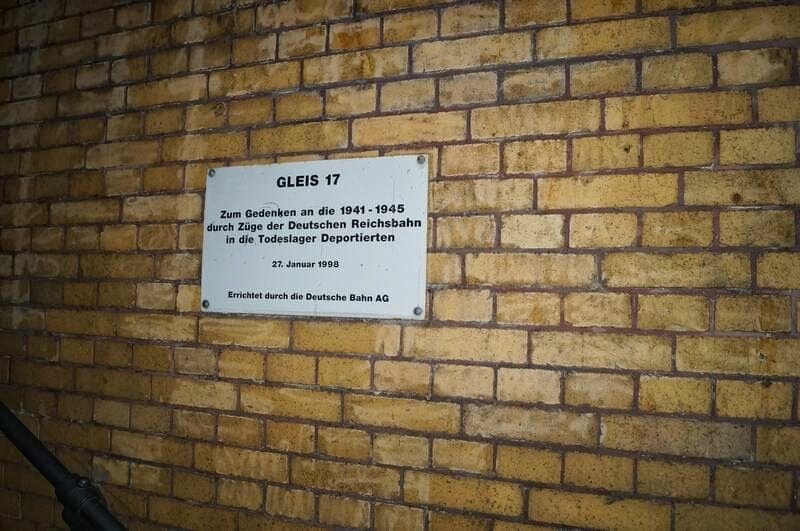 GLEIS 17
Zum Gedenken an die 1941 - 1945
durch Züge der Deutschen Reichsbahn
in die Todeslager Deportierten
27. Januar 1998
Errichtet durch die Deutsche Bahn AG